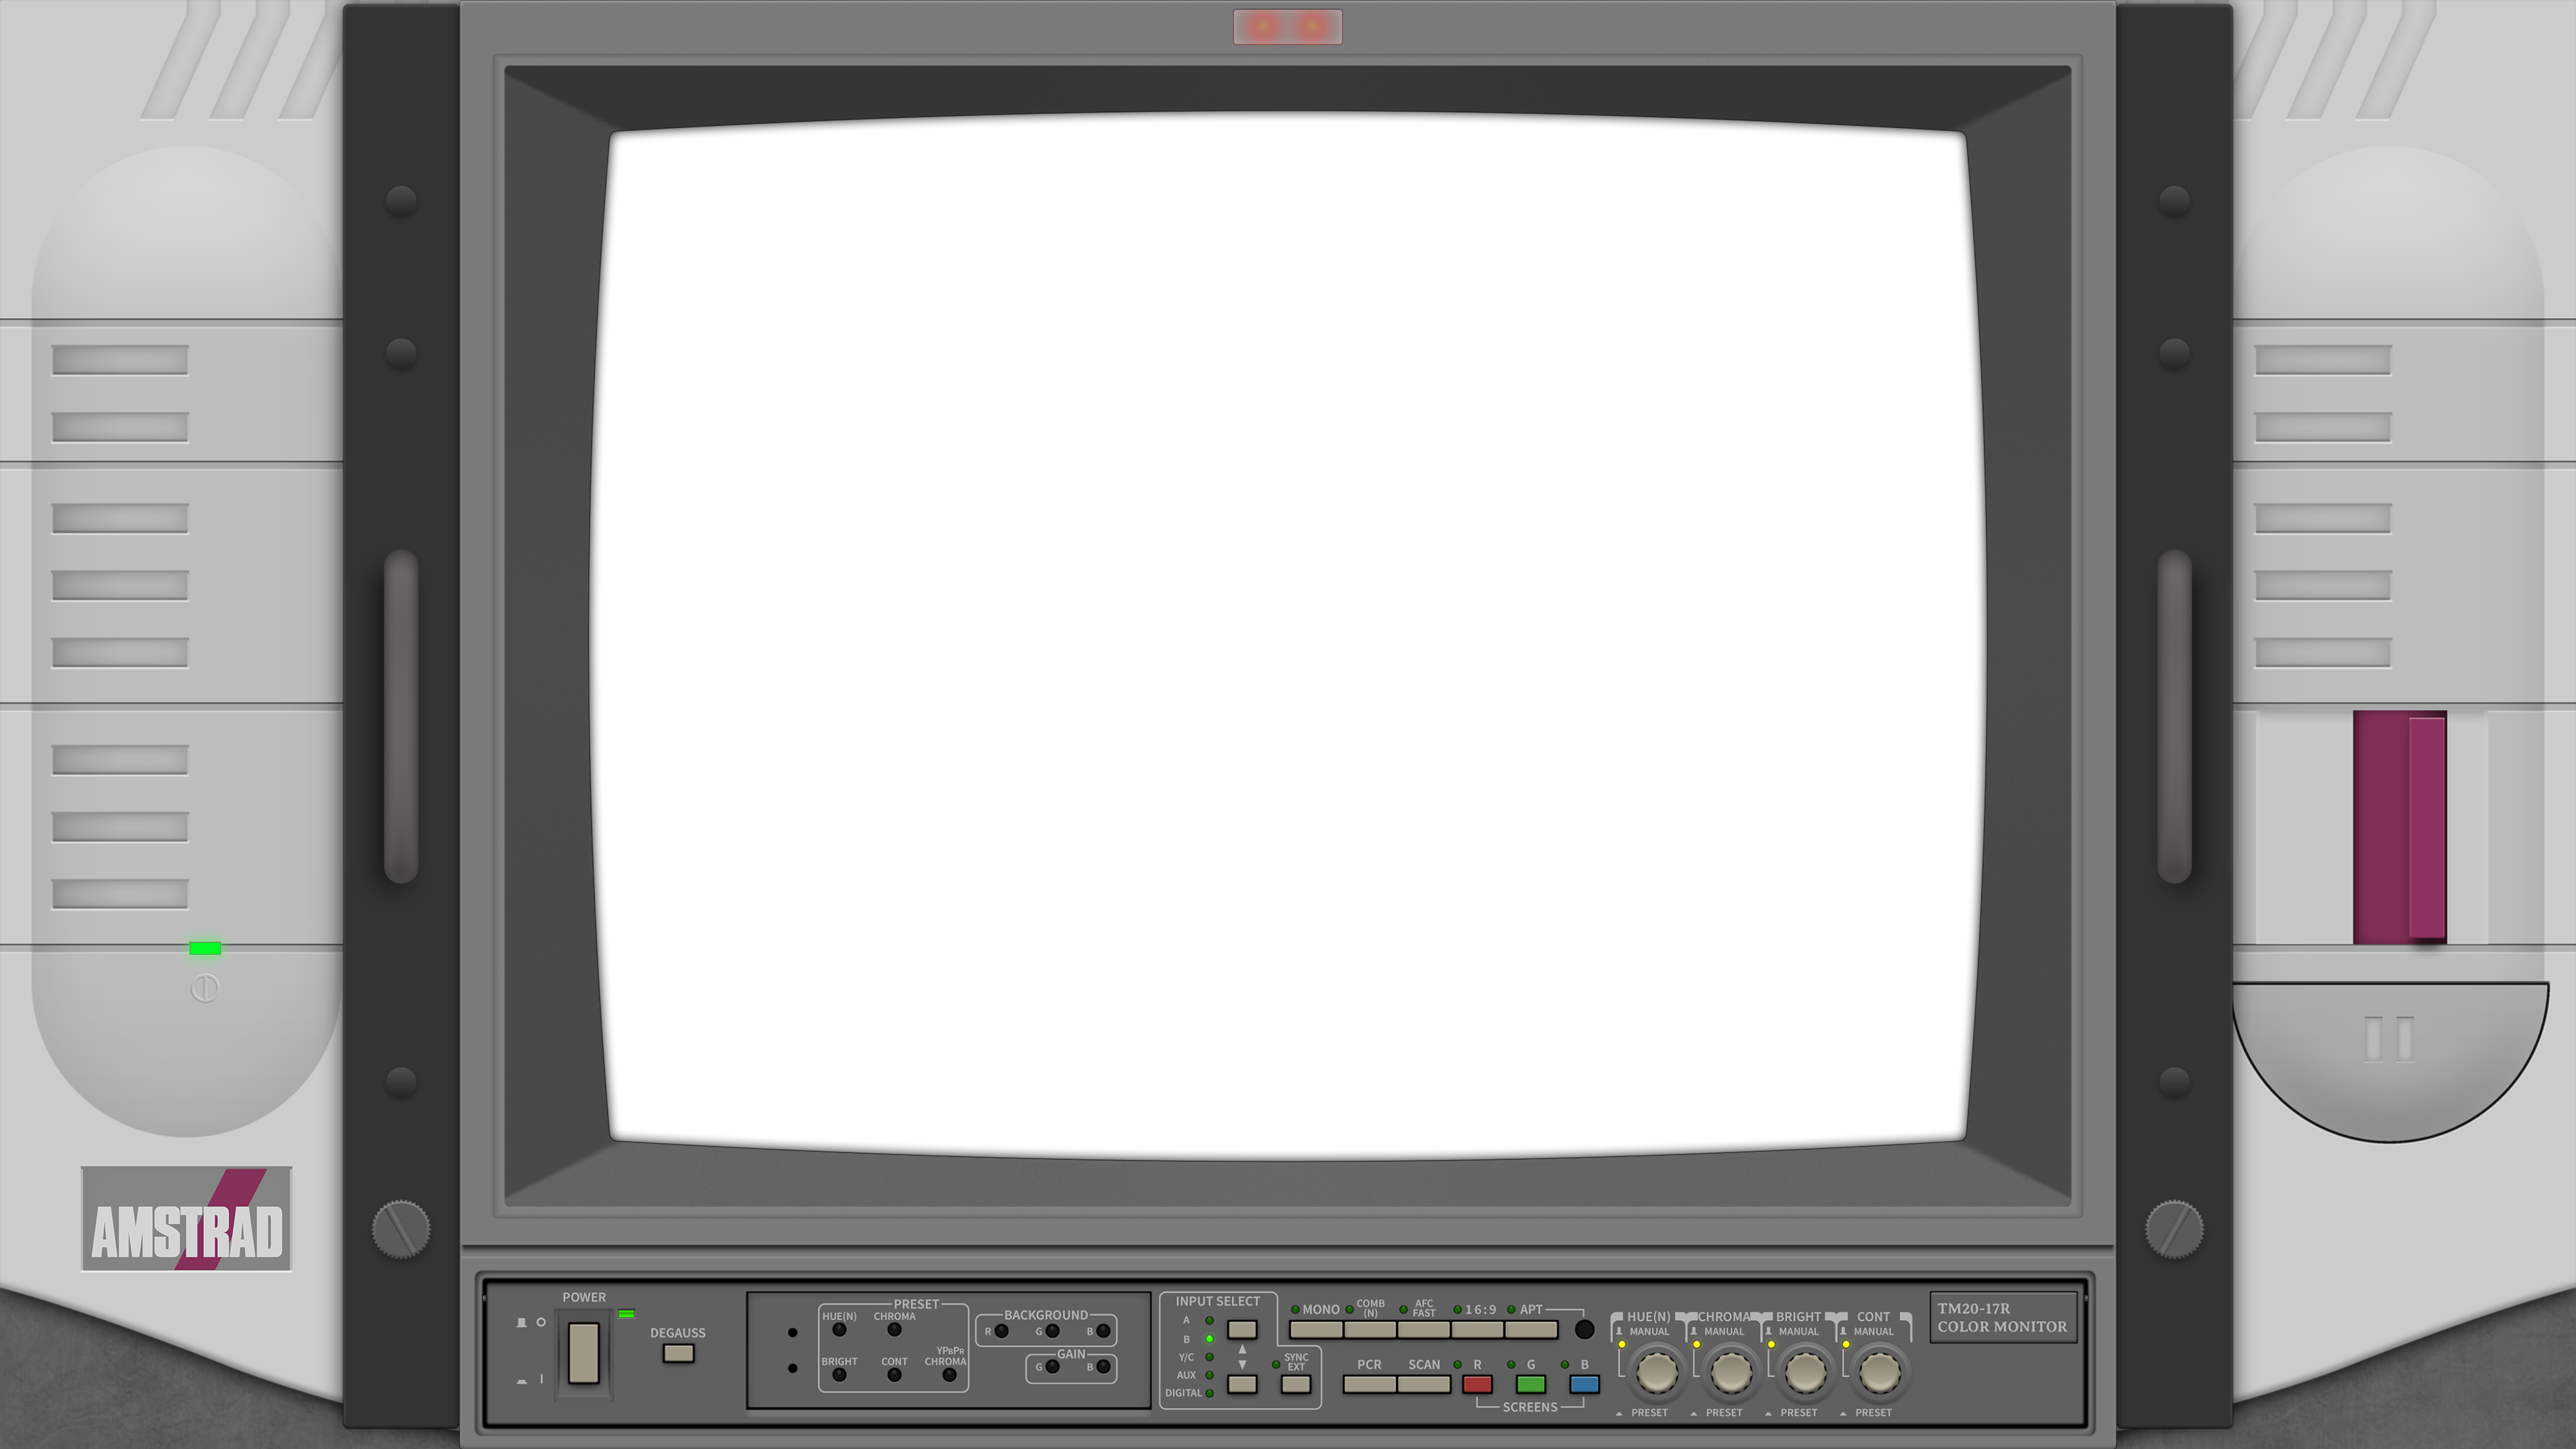 AMSTRAD
POWER
DEGAUSS
PRESET
HUE(N) CHROMA
BRIGHT CONT YPBPR CHROMA
BACKGROUND
R G B
GAIN
G B
INPUT SELECT
A
B
Y/C
AUX
DIGITAL
SYNC EXT
MONO COMB (N) AFC FAST 16:9 APT
PCR SCAN R G B
SCREENS
HUE(N) CHROMA BRIGHT CONT
MANUAL MANUAL MANUAL MANUAL
PRESET PRESET PRESET PRESET
TM20-17R
COLOR MONITOR